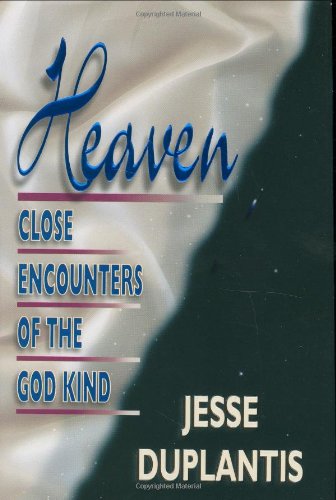 Heaven
CLOSE
ENCOUNTERS
OF THE
GOD KIND
JESSE
DUPLANTIS